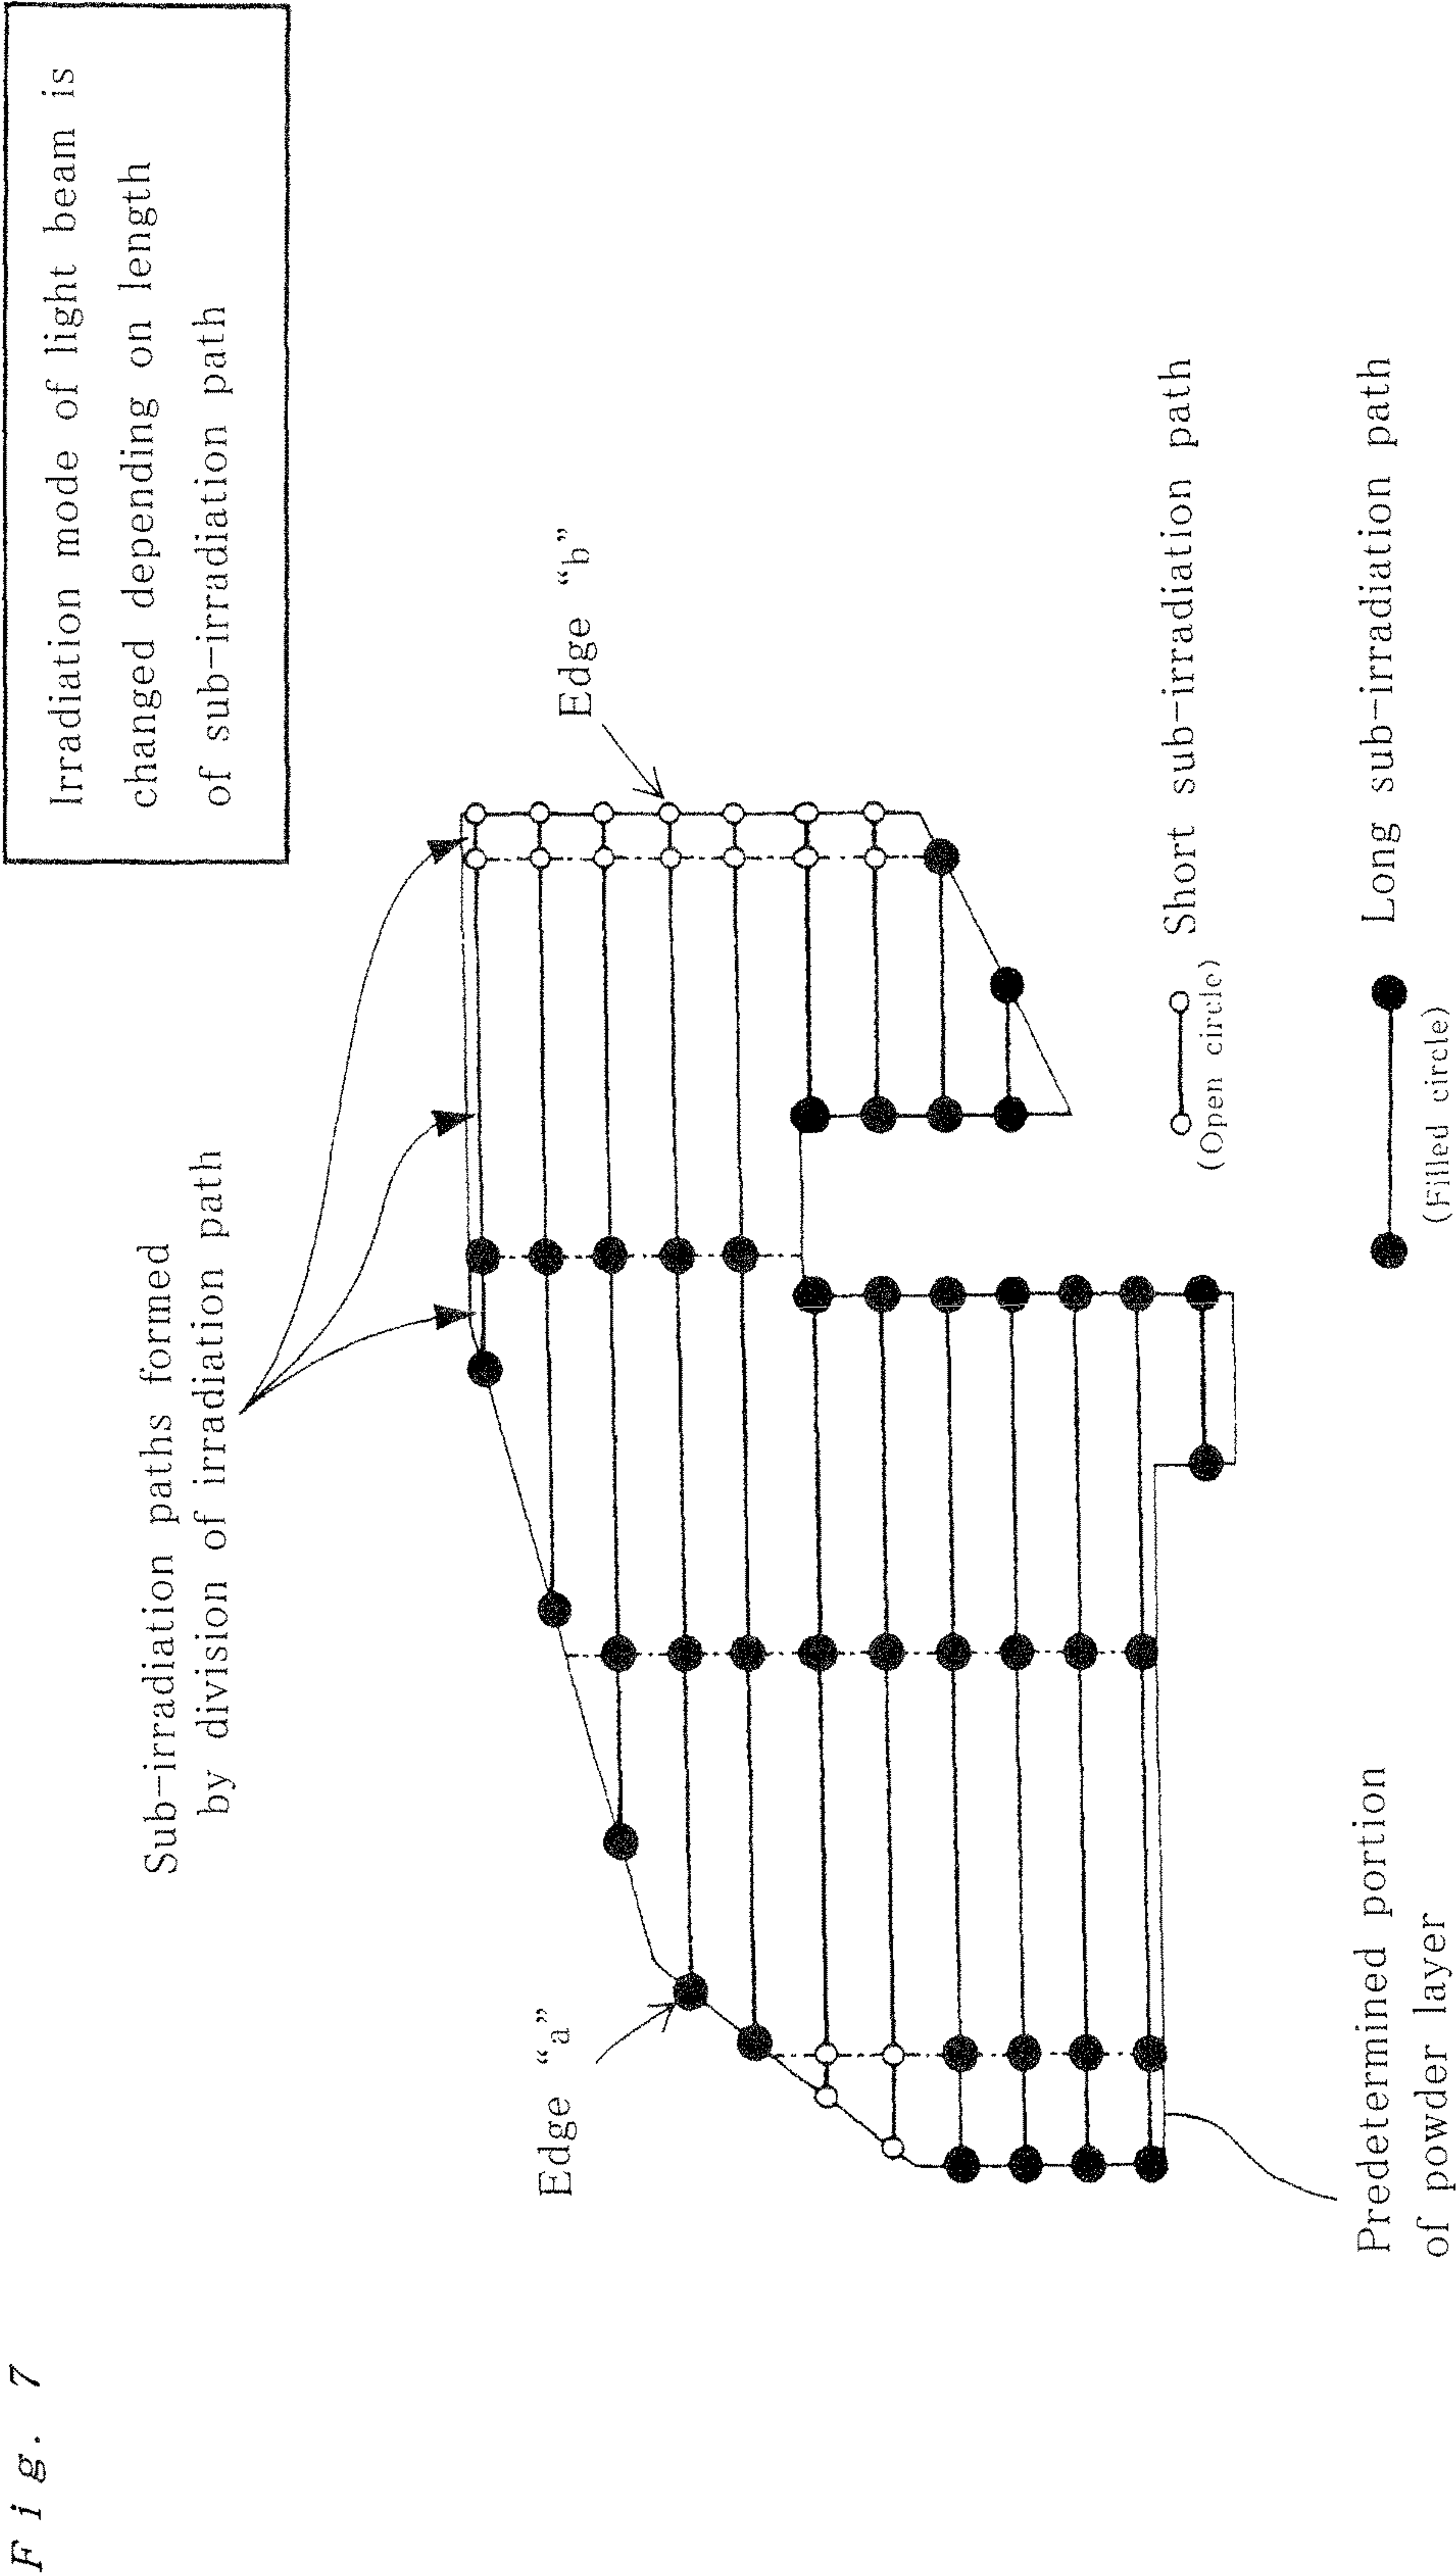 Fig. 7
Irradiation mode of light beam is
changed depending on length
of sub-irradiation path
Sub-irradiation paths formed
by division of irradiation path
Edge “a”
Edge “b”
Short sub-irradiation path
(Open circle)
Long sub-irradiation path
(Filled circle)
Predetermined portion
of powder layer